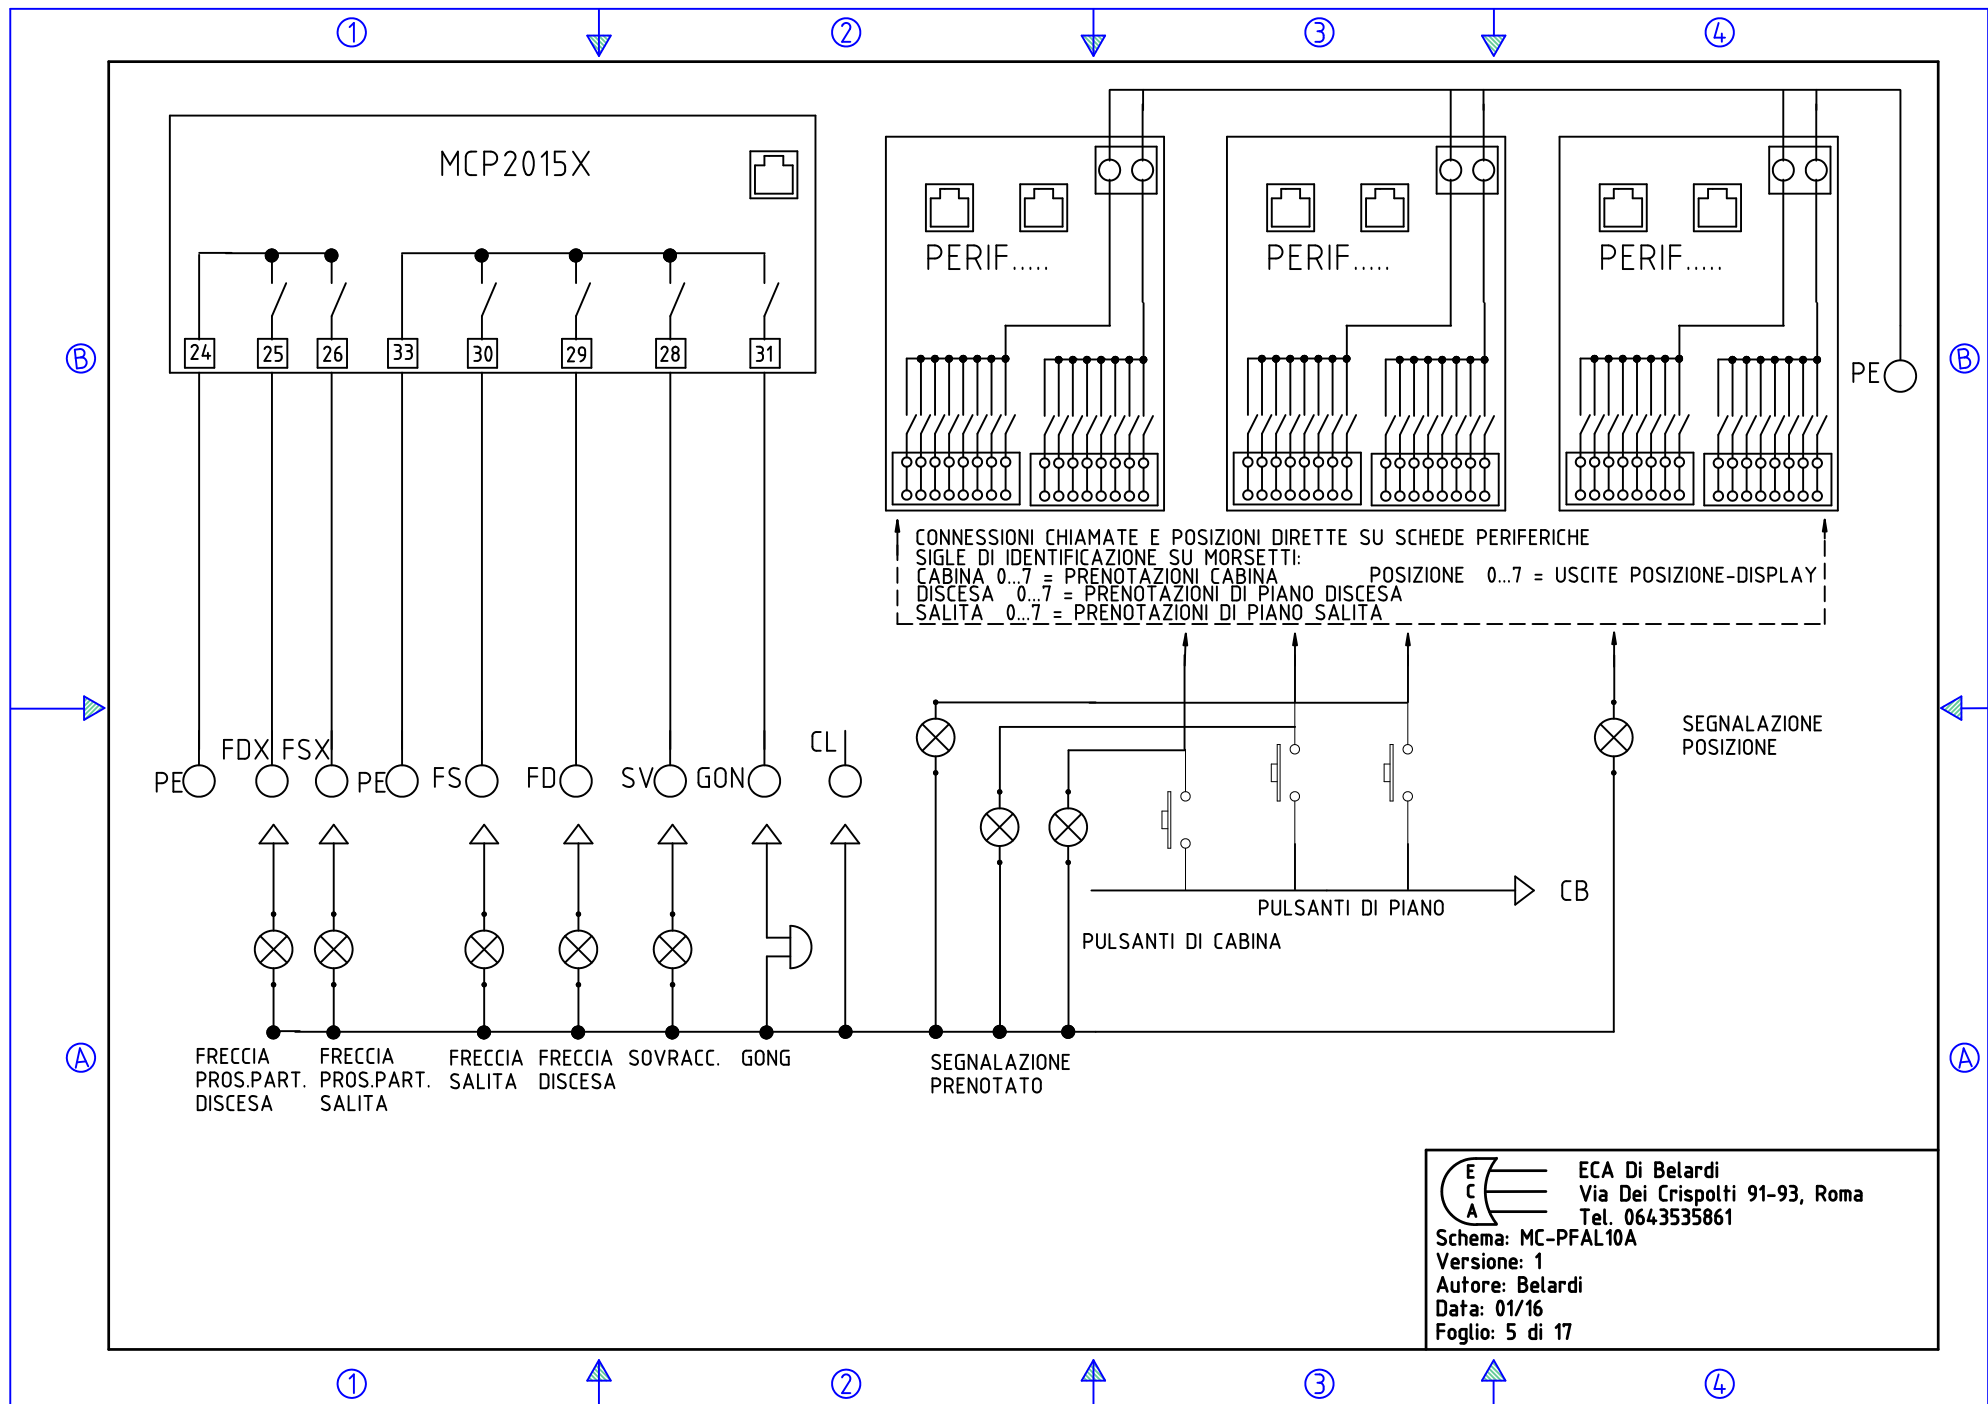 1 2 3 4
MCP2015X
PERIF.....
PERIF.....
PERIF.....
24 25 26 33 30 29 28 31
B
B
PE
CONNESSIONI CHIAMATE E POSIZIONI DIRETTE SU SCHEDE PERIFERICHE
SIGLE DI IDENTIFICAZIONE SU MORSETTI:
CABINA 0...7 = PRENOTAZIONI CABINA POSIZIONE 0...7 = USCITE POSIZIONE-DISPLAY
DISCESA 0...7 = PRENOTAZIONI DI PIANO DISCESA
SALITA 0...7 = PRENOTAZIONI DI PIANO SALITA
SEGNALAZIONE
POSIZIONE
PE FDX FSX PE FS FD SV GON CL
CB
PULSANTI DI PIANO
PULSANTI DI CABINA
A
A
FRECCIA
PROS.PART.
DISCESA
FRECCIA
PROS.PART.
SALITA
FRECCIA
SALITA
FRECCIA
DISCESA
SOVRACC.
GONG
SEGNALAZIONE
PRENOTATO
E
C
A
ECA Di Belardi
Via Dei Crispolti 91-93, Roma
Tel. 0643535861
Schema: MC-PFAL10A
Versione: 1
Autore: Belardi
Data: 01/16
Foglio: 5 di 17
1 2 3 4